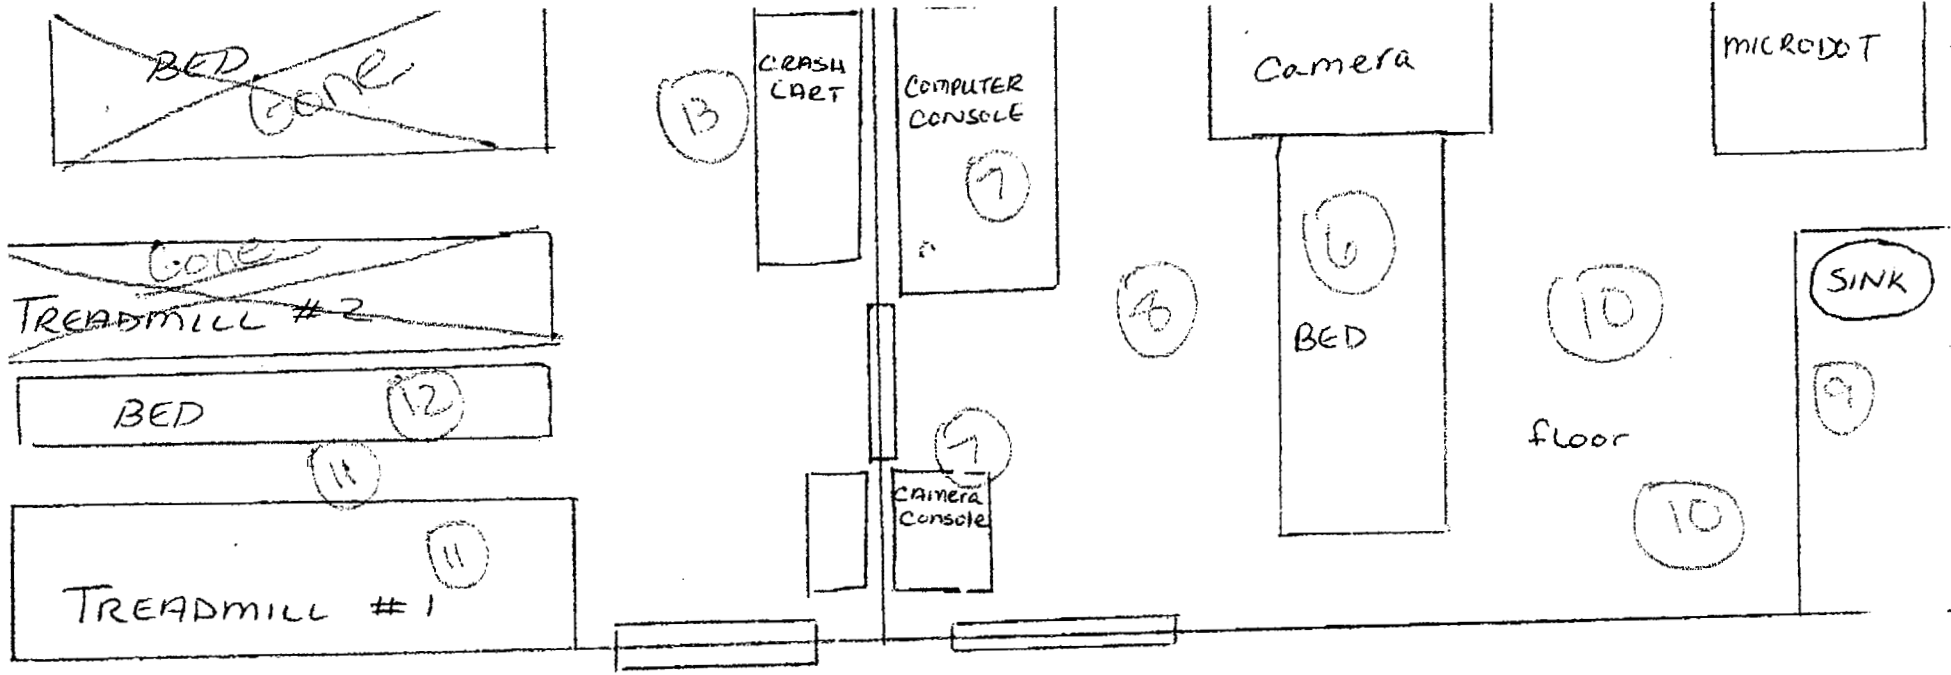 BED
Gone
13
CRASH
CART
COMPUTER
CONSOLE
7
Camera
MICRODOT
6
BED
8
10
SINK
9
floor
10
Gone
TREADMILL #2
BED
12
11
11
TREADMILL #1
7
CAmera
Console